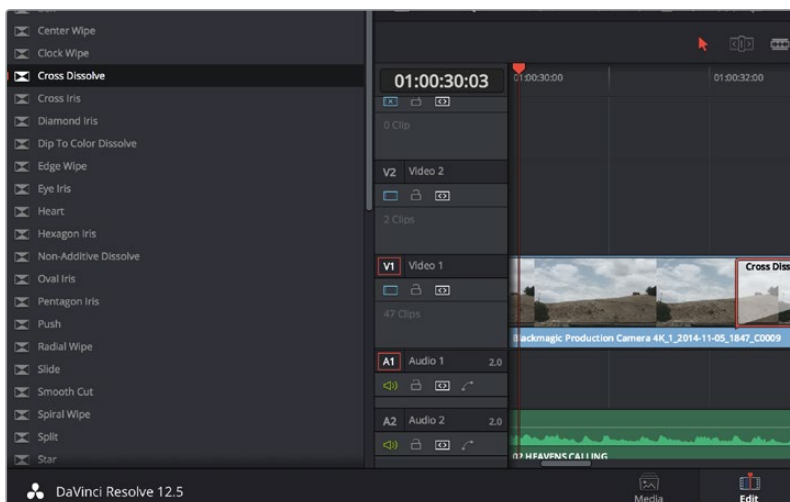 Center Wipe
Clock Wipe
Cross Dissolve
Cross Iris
Diamond Iris
Dip To Color Dissolve
Edge Wipe
Eye Iris
Heart
Hexagon Iris
Non-Additive Dissolve
Oval Iris
Pentagon Iris
Push
Radial Wipe
Slide
Smooth Cut
Spiral Wipe
Split
Star
01:00:30:03
01:00:30:00
01:00:32:00
0 Clip
V2 Video 2
2 Clips
V1 Video 1
47 Clips
Cross Diss
Blackmagic Production Camera 4K_1_2014-11-05_1847_C0009
A1 Audio 1 2.0
A2 Audio 2 2.0
02 HEAVENS CALLING
DaVinci Resolve 12.5
Media
Edit